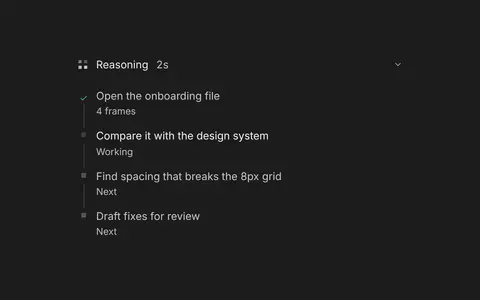 Reasoning 2s
Open the onboarding file
4 frames
Compare it with the design system
Working
Find spacing that breaks the 8px grid
Next
Draft fixes for review
Next